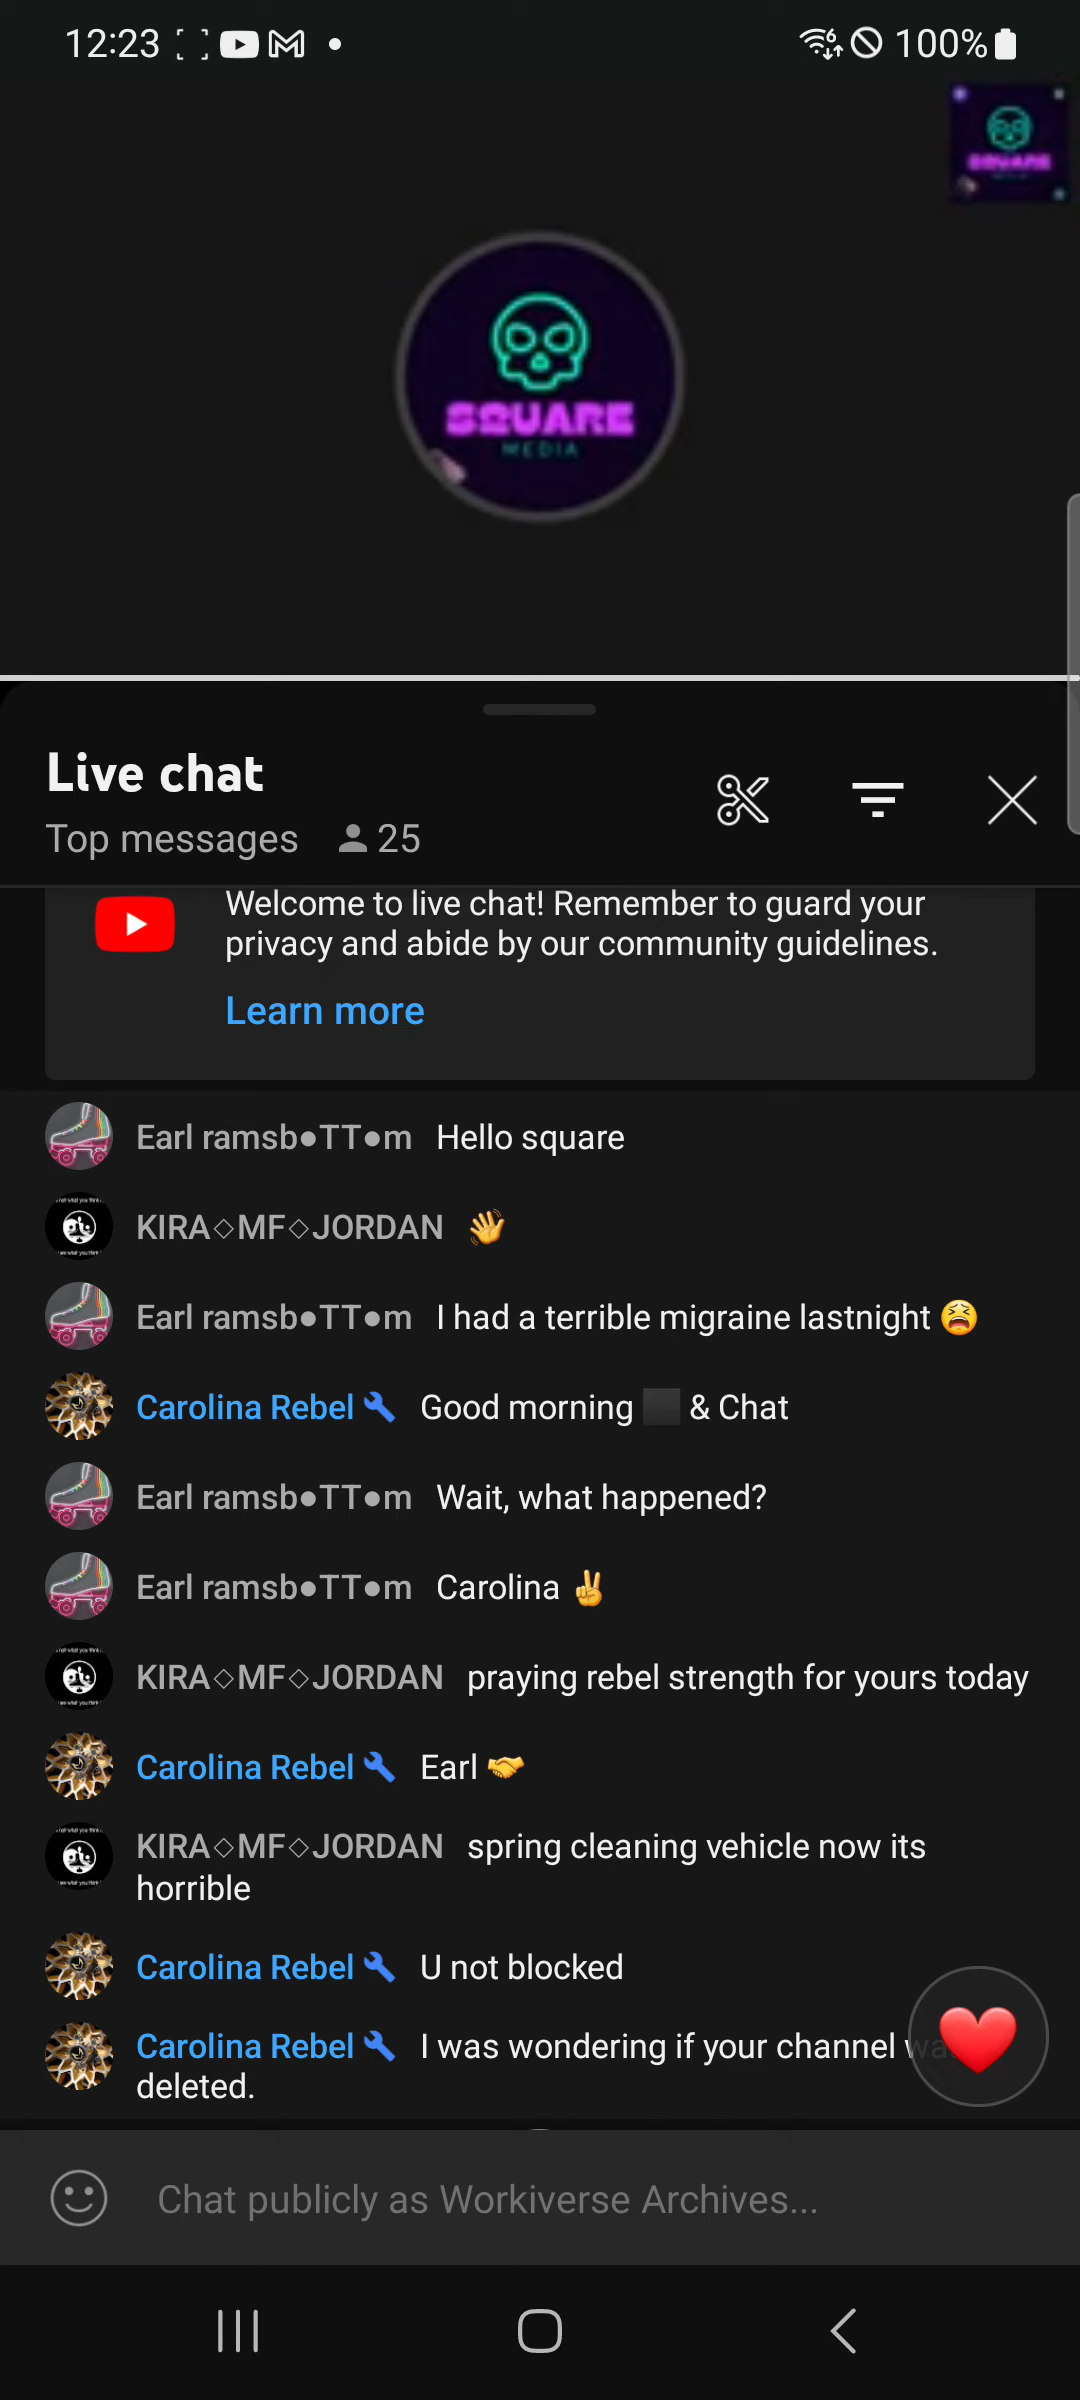 12:23
100%
SQUARE
SQUARE
MEDIA
Live chat
Top messages 25
Welcome to live chat! Remember to guard your
privacy and abide by our community guidelines.
Learn more
Earl ramsb●TT●m Hello square
KIRA◇MF◇JORDAN 👋
Earl ramsb●TT●m I had a terrible migraine lastnight 😫
Carolina Rebel Good morning ⬛ & Chat
Earl ramsb●TT●m Wait, what happened?
Earl ramsb●TT●m Carolina ✌
KIRA◇MF◇JORDAN praying rebel strength for yours today
Carolina Rebel Earl 🤝
KIRA◇MF◇JORDAN spring cleaning vehicle now its
horrible
Carolina Rebel U not blocked
Carolina Rebel I was wondering if your channel wa
deleted.
Chat publicly as Workiverse Archives...